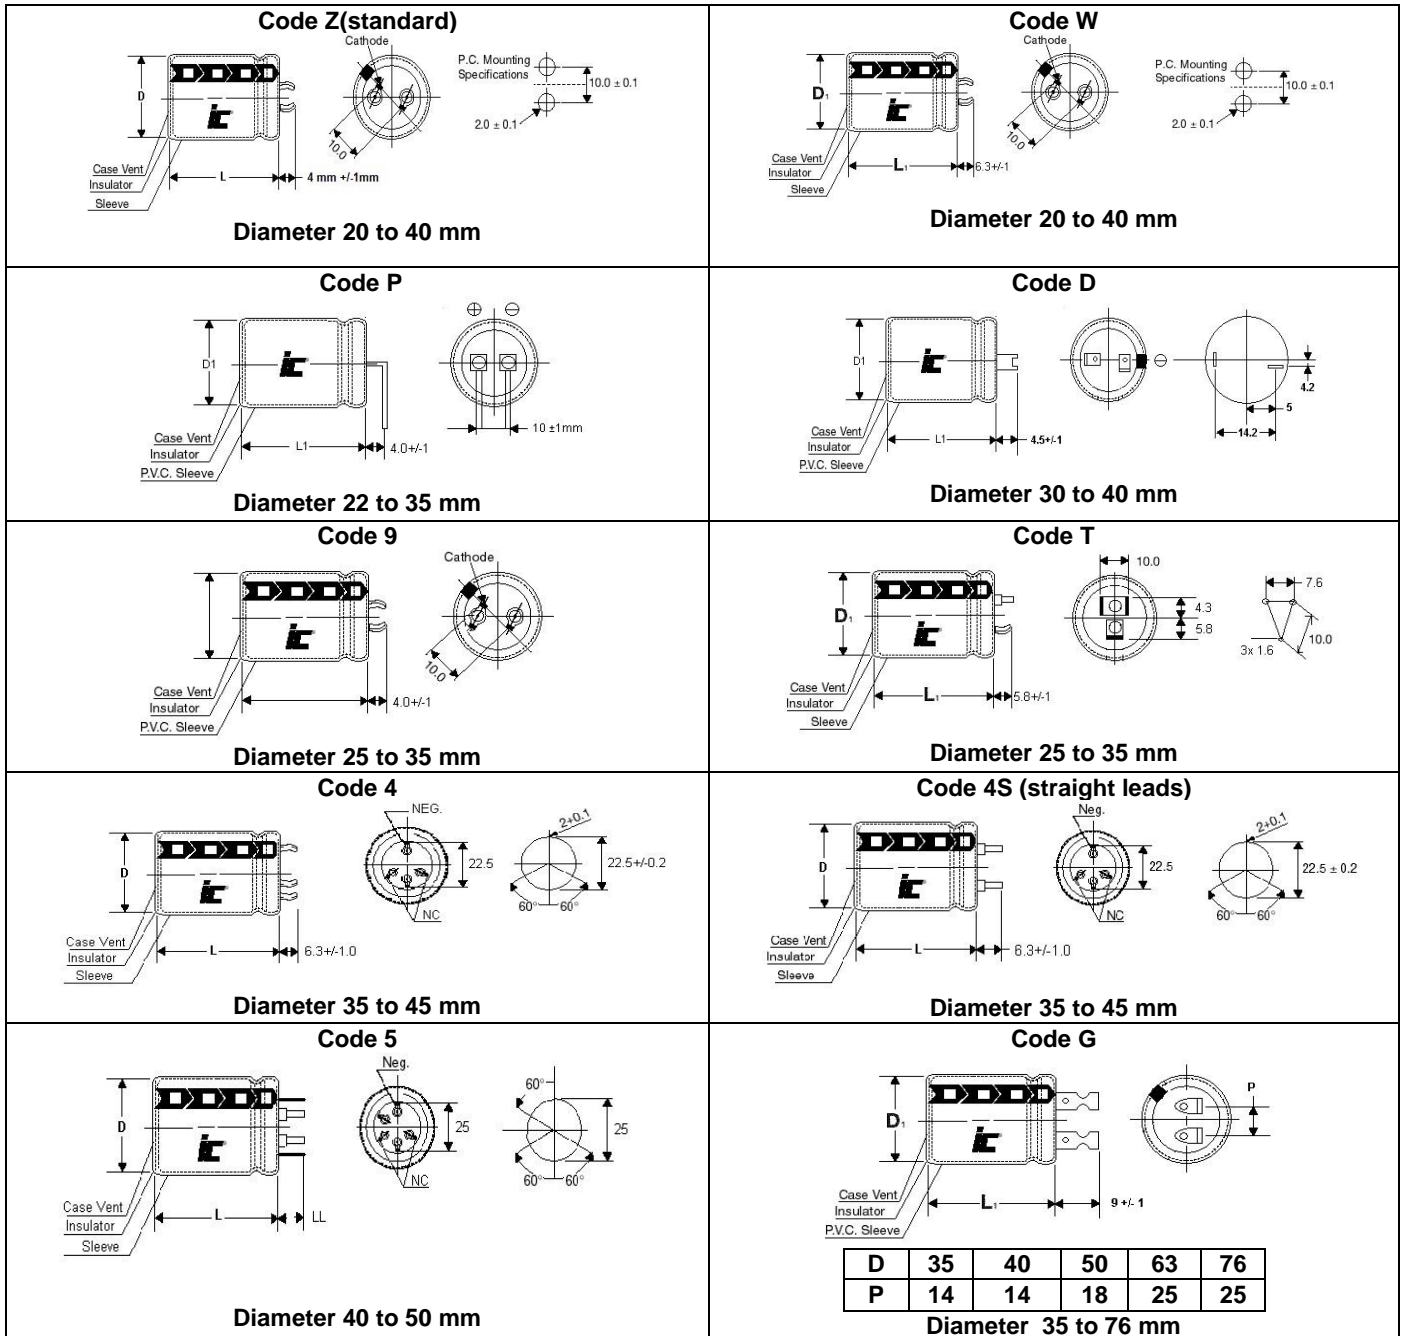 Code Z(standard)
Cathode
P.C. Mounting
Specifications
10.0 ± 0.1
2.0 ± 0.1
D
ic
10.0
Case Vent
Insulator
Sleeve
L
4 mm +/-1mm
Diameter 20 to 40 mm
Code W
Cathode
P.C. Mounting
Specifications
10.0 ± 0.1
2.0 ± 0.1
D₁
ic
10.0
Case Vent
Insulator
Sleeve
L₁
6.3+/-1
Diameter 20 to 40 mm
Code P
D1
ic
Case Vent
Insulator
P.V.C. Sleeve
L1
4.0+/-1
10 ±1mm
Diameter 22 to 35 mm
Code D
D1
ic
4.2
5
14.2
Case Vent
Insulator
P.V.C. Sleeve
L1
4.5+/-1
Diameter 30 to 40 mm
Code 9
Cathode
ic
10.0
Case Vent
Insulator
P.V.C. Sleeve
4.0+/-1
Diameter 25 to 35 mm
Code T
10.0
7.6
D₁
4.3
5.8
10.0
3x 1.6
ic
Case Vent
Insulator
Sleeve
L₁
5.8+/-1
Diameter 25 to 35 mm
Code 4
NEG.
2+0.1
D
22.5
22.5+/-0.2
ic
60° 60°
NC
Case Vent
Insulator
Sleeve
L
6.3+/-1.0
Diameter 35 to 45 mm
Code 4S (straight leads)
Neg.
2+0.1
D
22.5
22.5 ± 0.2
ic
60° 60°
NC
Case Vent
Insulator
Sleeve
L
6.3+/-1.0
Diameter 35 to 45 mm
Code 5
Neg.
60°
D
25
25
ic
60° 60°
NC
Case Vent
Insulator
Sleeve
L
LL
Diameter 40 to 50 mm
Code G
P
D₁
ic
Case Vent
Insulator
P.V.C. Sleeve
L₁
9 +/- 1
D 35 40 50 63 76
P 14 14 18 25 25
Diameter 35 to 76 mm